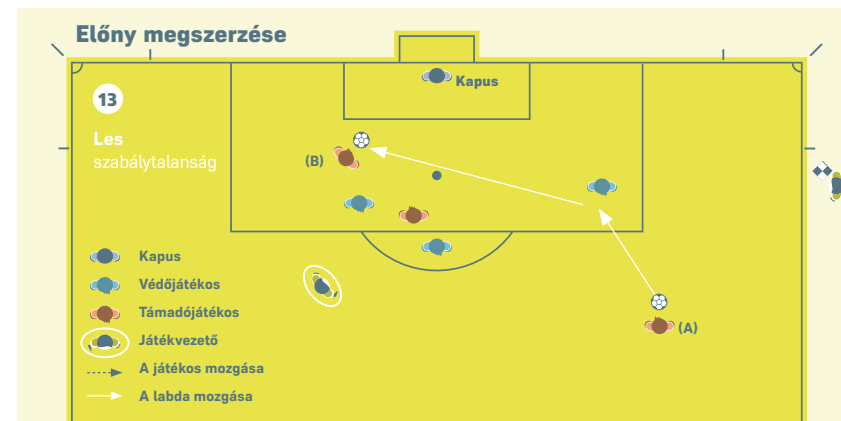 Előny megszerzése
Kapus
13
Les
szabálytalanság
(B)
(A)
Kapus
Védőjátékos
Támadójátékos
Játékvezető
A játékos mozgása
A labda mozgása